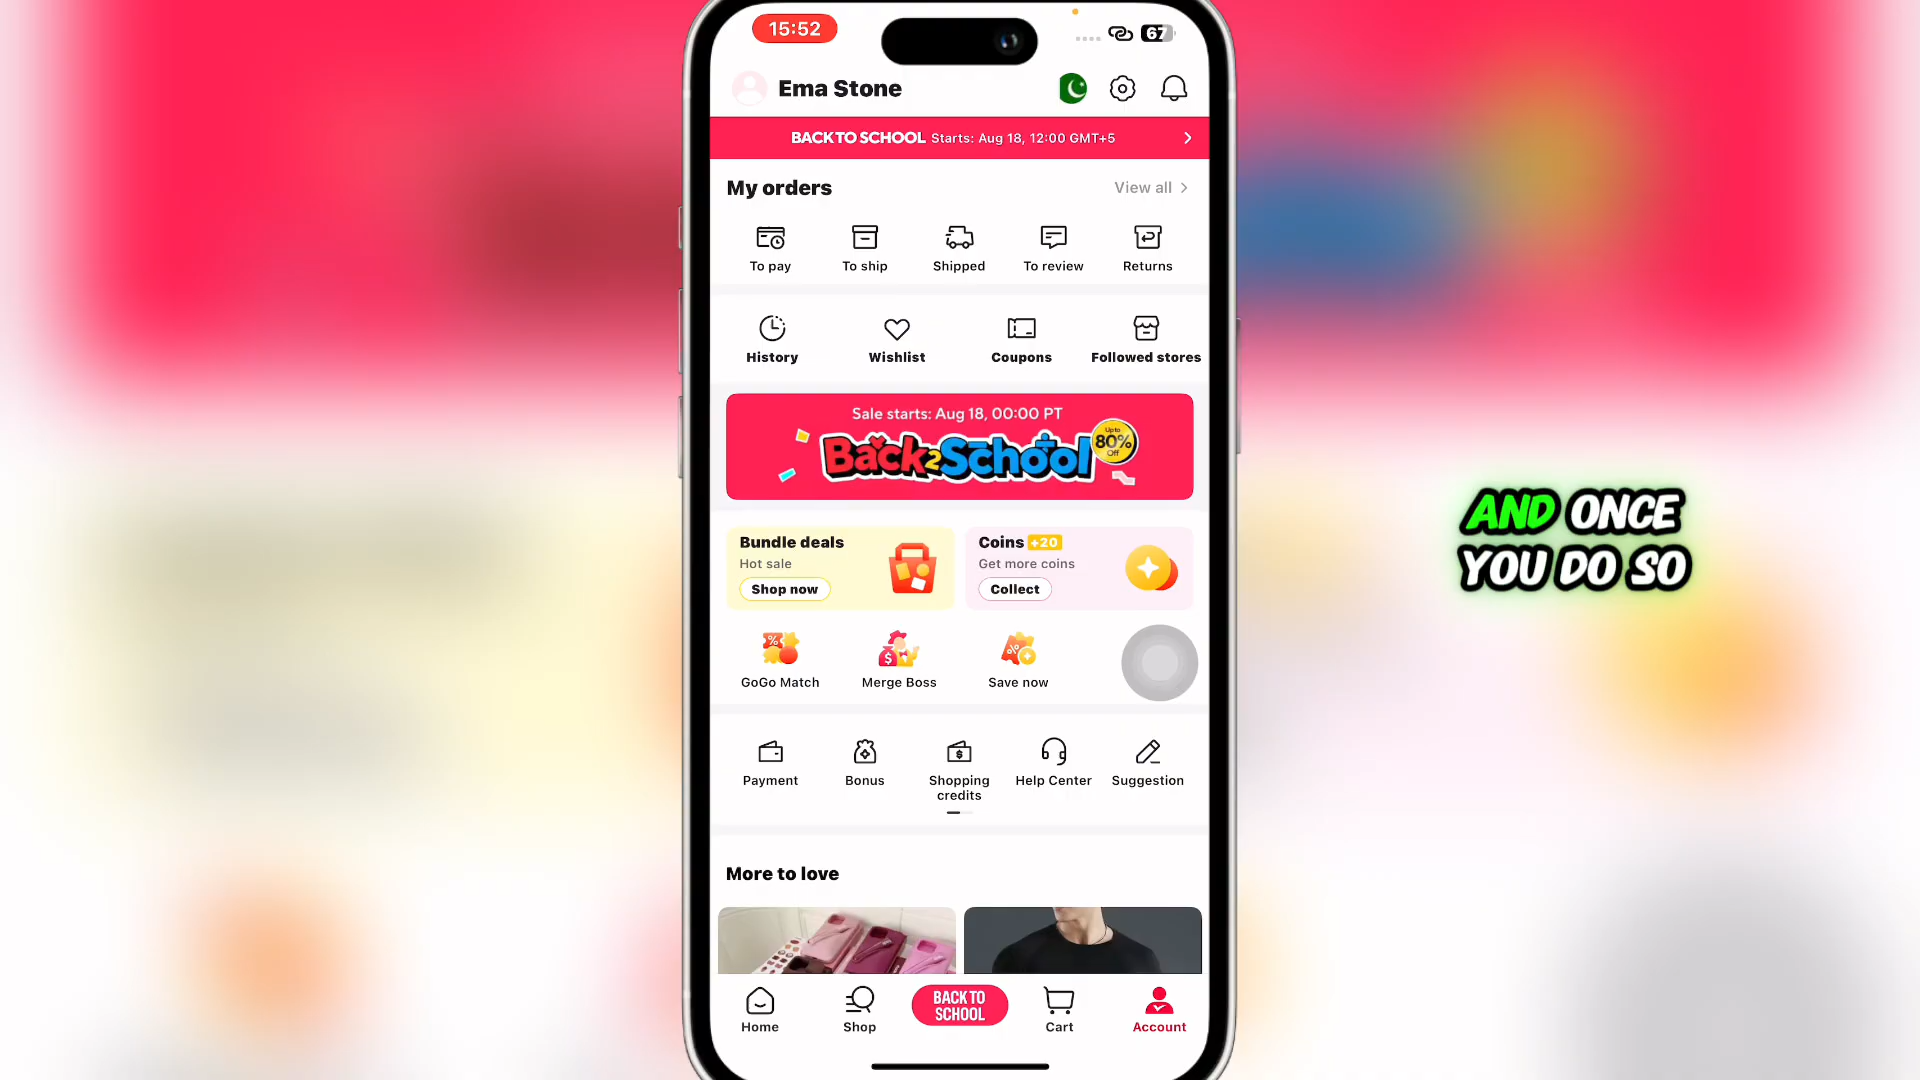 15:52
67
Ema Stone
BACK TO SCHOOL Starts: Aug 18, 12:00 GMT+5
My orders
View all
To pay
To ship
Shipped
To review
Returns
History
Wishlist
Coupons
Followed stores
Sale starts: Aug 18, 00:00 PT
Back2School
Up to
80%
Off
Bundle deals
Hot sale
Shop now
Coins +20
Get more coins
Collect
AND ONCE
YOU DO SO
GoGo Match
Merge Boss
Save now
Payment
Bonus
Shopping
credits
Help Center
Suggestion
More to love
Home
Shop
BACK TO
SCHOOL
Cart
Account